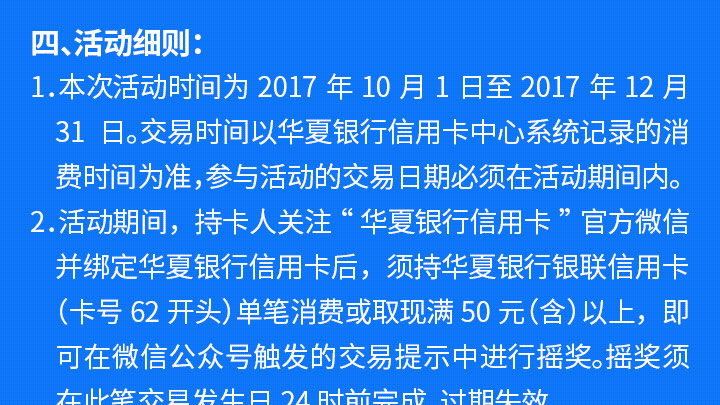 四、活动细则：
1.本次活动时间为 2017 年 10 月 1 日至 2017 年 12 月
31 日。交易时间以华夏银行信用卡中心系统记录的消
费时间为准，参与活动的交易日期必须在活动期间内。
2.活动期间，持卡人关注“华夏银行信用卡”官方微信
并绑定华夏银行信用卡后，须持华夏银行银联信用卡
（卡号 62 开头）单笔消费或取现满 50 元（含）以上，即
可在微信公众号触发的交易提示中进行摇奖。摇奖须
在此笔交易发生日 24 时前完成，过期失效